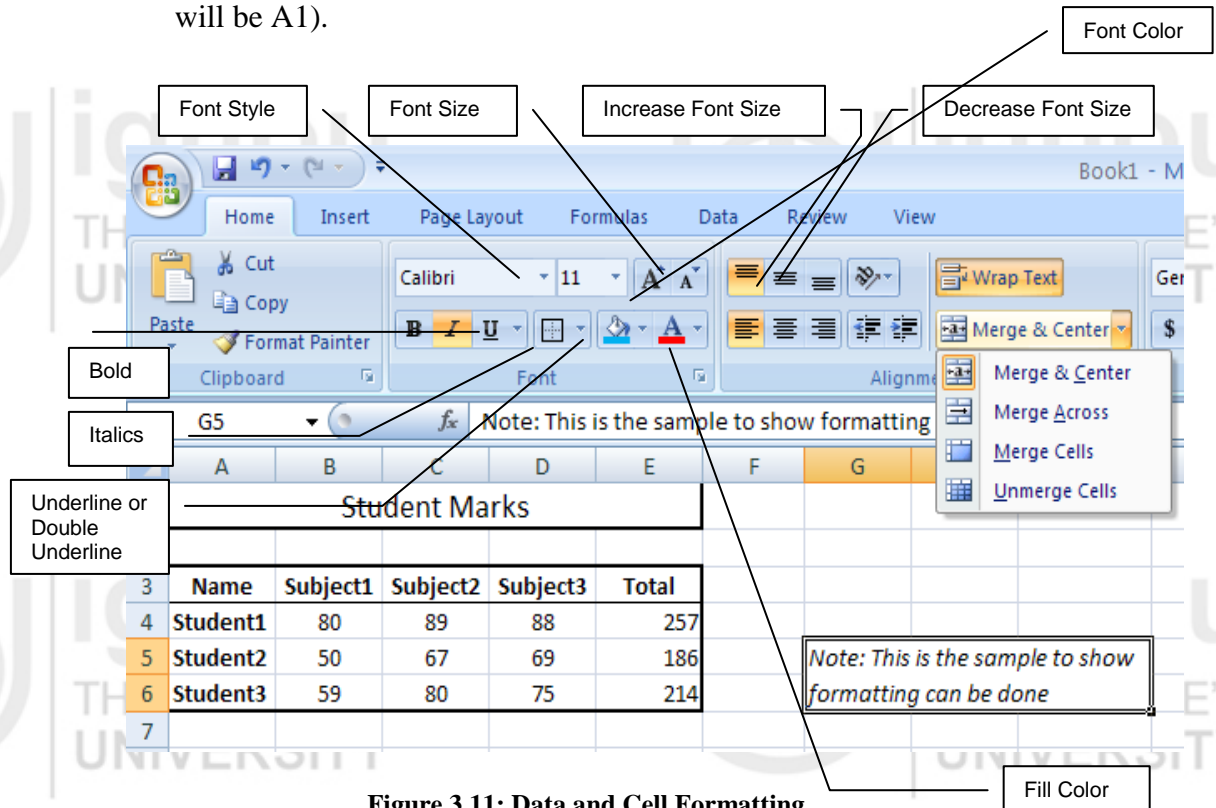 will be A1).
Font Color
Font Style
Font Size
Increase Font Size
Decrease Font Size
Book1 - M
Home Insert Page Layout Formulas Data Review View
Cut
Copy
Paste
Format Painter
Clipboard
Calibri 11 A A
B I U A
Font
Wrap Text
Merge & Center
Alignme
Ger
$
Merge & Center
Merge Across
Merge Cells
Unmerge Cells
Bold
Italics
Underline or
Double
Underline
G5 fx Note: This is the sample to show formatting
A B C D E F G
Student Marks
3 Name Subject1 Subject2 Subject3 Total
4 Student1 80 89 88 257
5 Student2 50 67 69 186
6 Student3 59 80 75 214
7
Note: This is the sample to show
formatting can be done
Fill Color
UNIVERSITY
Figure 3.11: Data and Cell Formatting